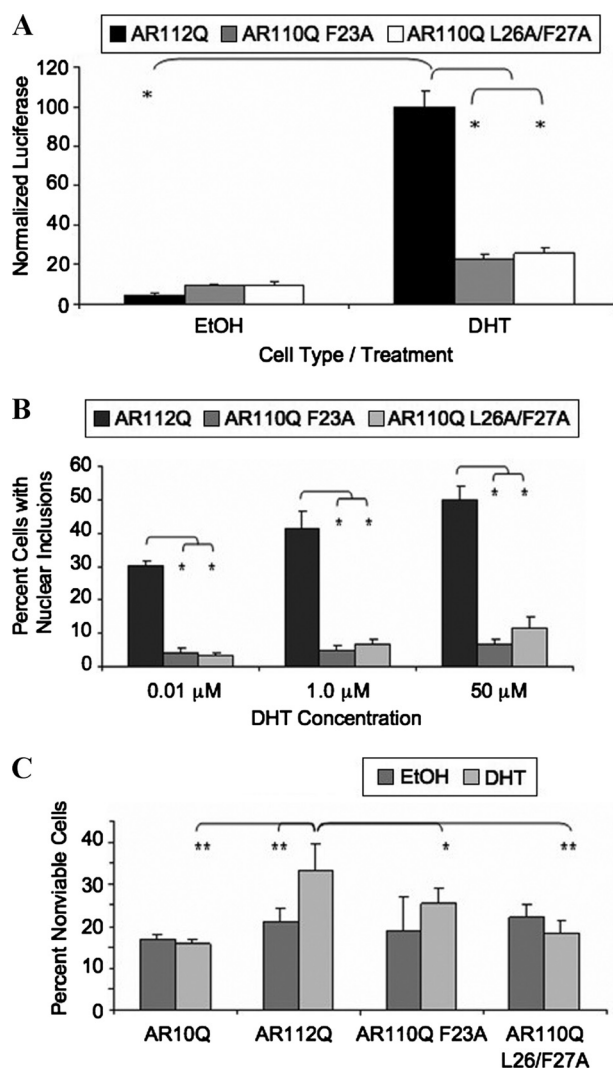 A
AR112Q AR110Q F23A AR110Q L26A/F27A
Normalized Luciferase
120
100
80
60
40
20
0
*
* *
EtOH DHT
Cell Type / Treatment
B
AR112Q AR110Q F23A AR110Q L26A/F27A
Percent Cells with
Nuclear Inclusions
60
50
40
30
20
10
0
* *
* *
* *
0.01 μM 1.0 μM 50 μM
DHT Concentration
C
EtOH DHT
Percent Nonviable Cells
40
30
20
10
0
** ** * **
AR10Q AR112Q AR110Q F23A AR110Q
L26/F27A